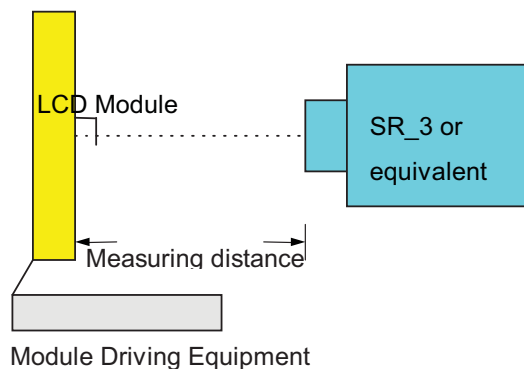 LCD Module
SR_3 or
equivalent
Measuring distance
Module Driving Equipment